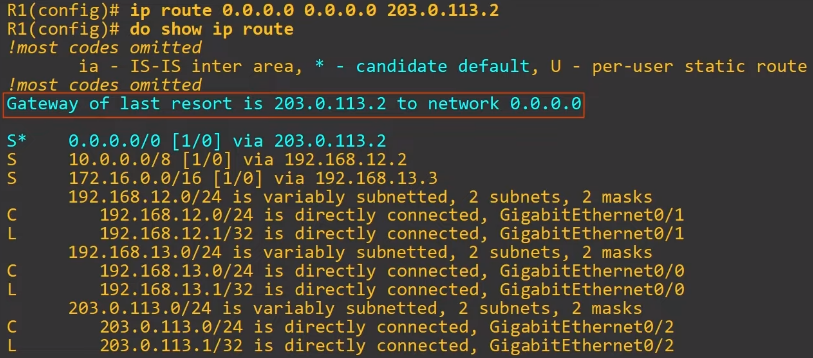 R1(config)# ip route 0.0.0.0 0.0.0.0 203.0.113.2
R1(config)# do show ip route
!most codes omitted
ia - IS-IS inter area, * - candidate default, U - per-user static route
!most codes omitted
Gateway of last resort is 203.0.113.2 to network 0.0.0.0
S* 0.0.0.0/0 [1/0] via 203.0.113.2
S 10.0.0.0/8 [1/0] via 192.168.12.2
S 172.16.0.0/16 [1/0] via 192.168.13.3
192.168.12.0/24 is variably subnetted, 2 subnets, 2 masks
C 192.168.12.0/24 is directly connected, GigabitEthernet0/1
L 192.168.12.1/32 is directly connected, GigabitEthernet0/1
192.168.13.0/24 is variably subnetted, 2 subnets, 2 masks
C 192.168.13.0/24 is directly connected, GigabitEthernet0/0
L 192.168.13.1/32 is directly connected, GigabitEthernet0/0
203.0.113.0/24 is variably subnetted, 2 subnets, 2 masks
C 203.0.113.0/24 is directly connected, GigabitEthernet0/2
L 203.0.113.1/32 is directly connected, GigabitEthernet0/2